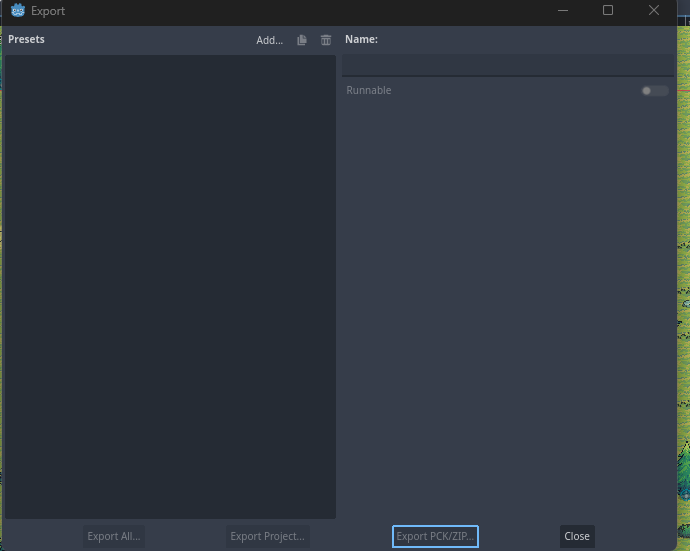 Export
Presets
Add...
Name:
Runnable
Export All...
Export Project...
Export PCK/ZIP...
Close